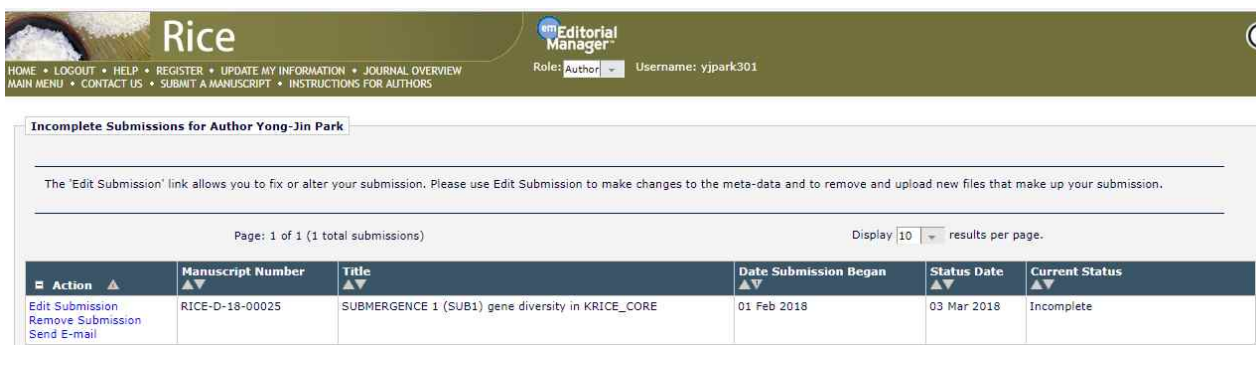 Rice
emEditorial
Manager™
HOME • LOGOUT • HELP • REGISTER • UPDATE MY INFORMATION • JOURNAL OVERVIEW
MAIN MENU • CONTACT US • SUBMIT A MANUSCRIPT • INSTRUCTIONS FOR AUTHORS
Role: Author Username: yjpark301
Incomplete Submissions for Author Yong-Jin Park
The 'Edit Submission' link allows you to fix or alter your submission. Please use Edit Submission to make changes to the meta-data and to remove and upload new files that make up your submission.
Page: 1 of 1 (1 total submissions) Display 10 results per page.
Action Manuscript Number Title Date Submission Began Status Date Current Status
Edit Submission RICE-D-18-00025 SUBMERGENCE 1 (SUB1) gene diversity in KRICE_CORE 01 Feb 2018 03 Mar 2018 Incomplete
Remove Submission
Send E-mail